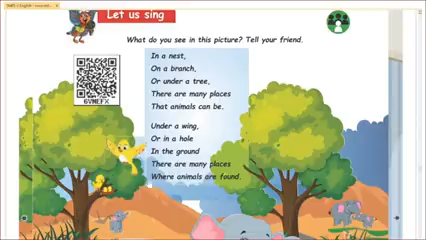 Let us sing
What do you see in this picture? Tell your friend.
In a nest,
On a branch,
Or under a tree,
There are many places
That animals can be.
Under a wing,
Or in a hole
In the ground
There are many places
Where animals are found.
6VMEFX